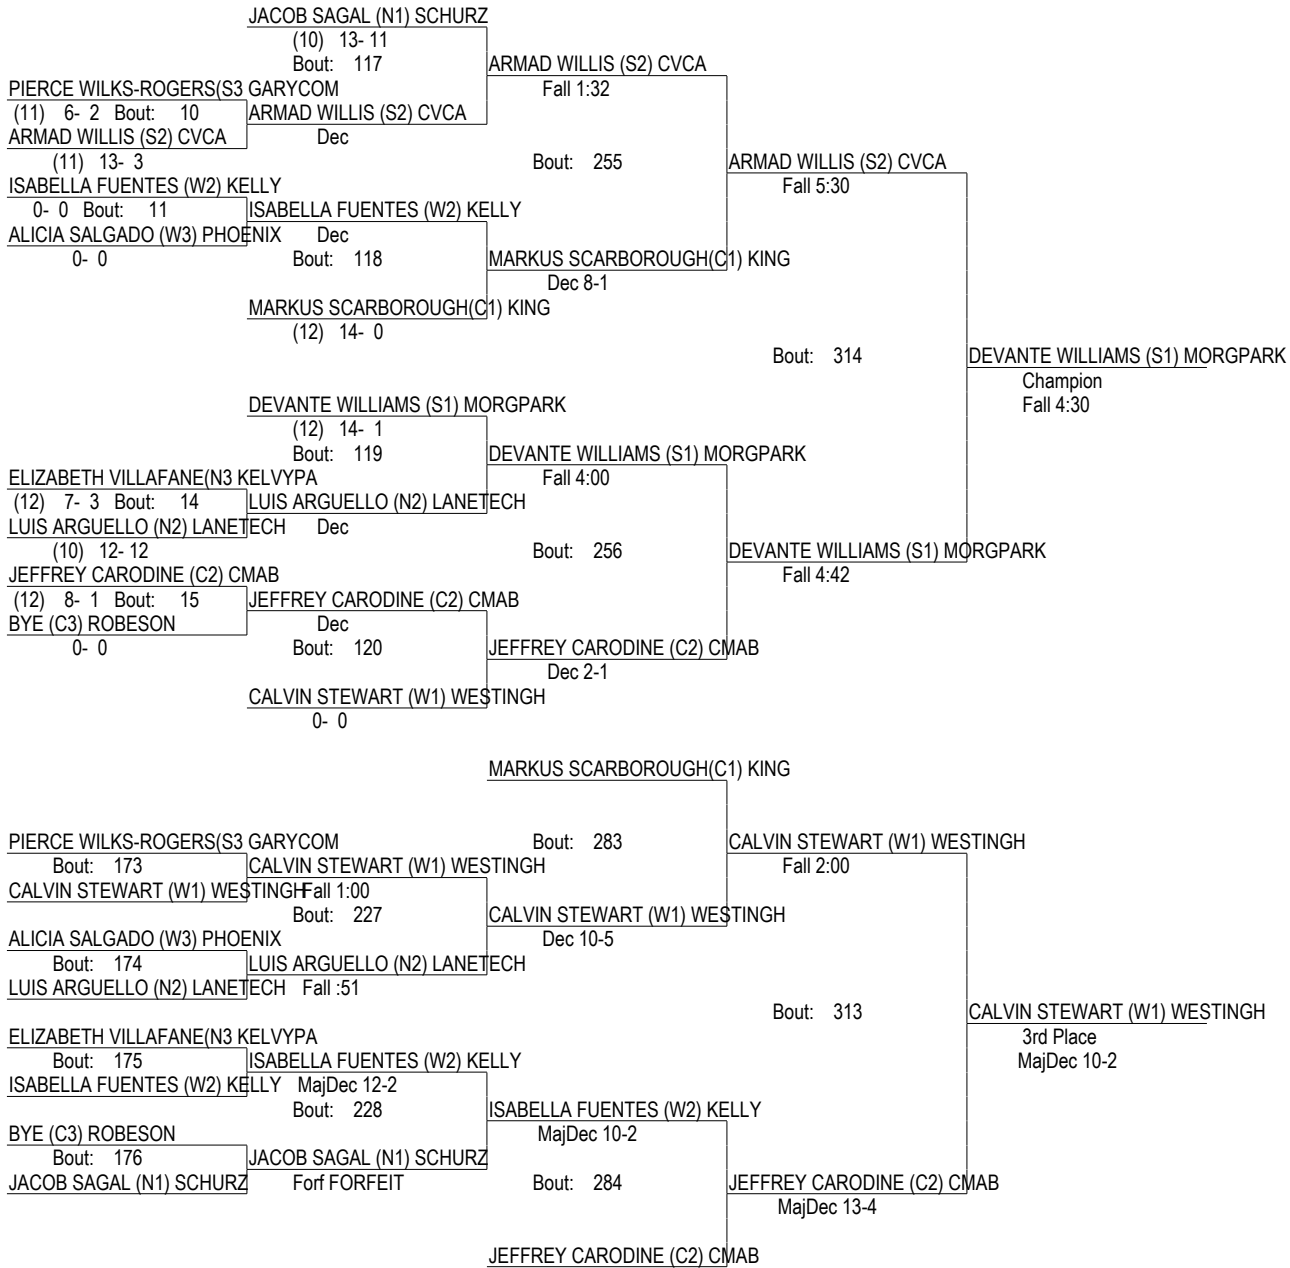 JACOB SAGAL (N1) SCHURZ
(10) 13- 11
Bout: 117 ARMAD WILLIS (S2) CVCA
PIERCE WILKS-ROGERS(S3 GARYCOM Fall 1:32
(11) 6- 2 Bout: 10 ARMAD WILLIS (S2) CVCA
ARMAD WILLIS (S2) CVCA Dec
(11) 13- 3 Bout: 255 ARMAD WILLIS (S2) CVCA
ISABELLA FUENTES (W2) KELLY Fall 5:30
0- 0 Bout: 11 ISABELLA FUENTES (W2) KELLY
ALICIA SALGADO (W3) PHOENIX Dec
0- 0 Bout: 118 MARKUS SCARBOROUGH(C1) KING
Dec 8-1
MARKUS SCARBOROUGH(C1) KING
(12) 14- 0
Bout: 314 DEVANTE WILLIAMS (S1) MORGPARK
Champion
DEVANTE WILLIAMS (S1) MORGPARK Fall 4:30
(12) 14- 1
Bout: 119 DEVANTE WILLIAMS (S1) MORGPARK
ELIZABETH VILLAFANE(N3 KELVYPA Fall 4:00
(12) 7- 3 Bout: 14 LUIS ARGUELLO (N2) LANETECH
LUIS ARGUELLO (N2) LANETECH Dec
(10) 12- 12 Bout: 256 DEVANTE WILLIAMS (S1) MORGPARK
JEFFREY CARODINE (C2) CMAB Fall 4:42
(12) 8- 1 Bout: 15 JEFFREY CARODINE (C2) CMAB
BYE (C3) ROBESON Dec
0- 0 Bout: 120 JEFFREY CARODINE (C2) CMAB
Dec 2-1
CALVIN STEWART (W1) WESTINGH
0- 0
MARKUS SCARBOROUGH(C1) KING
PIERCE WILKS-ROGERS(S3 GARYCOM Bout: 283 CALVIN STEWART (W1) WESTINGH
Bout: 173 CALVIN STEWART (W1) WESTINGH Fall 2:00
CALVIN STEWART (W1) WESTINGH Fall 1:00
Bout: 227 CALVIN STEWART (W1) WESTINGH
ALICIA SALGADO (W3) PHOENIX Dec 10-5
Bout: 174 LUIS ARGUELLO (N2) LANETECH
LUIS ARGUELLO (N2) LANETECH Fall :51
Bout: 313 CALVIN STEWART (W1) WESTINGH
ELIZABETH VILLAFANE(N3 KELVYPA 3rd Place
Bout: 175 ISABELLA FUENTES (W2) KELLY MajDec 10-2
ISABELLA FUENTES (W2) KELLY MajDec 12-2
Bout: 228 ISABELLA FUENTES (W2) KELLY
BYE (C3) ROBESON MajDec 10-2
Bout: 176 JACOB SAGAL (N1) SCHURZ
JACOB SAGAL (N1) SCHURZ Forf FORFEIT Bout: 284 JEFFREY CARODINE (C2) CMAB
MajDec 13-4
JEFFREY CARODINE (C2) CMAB